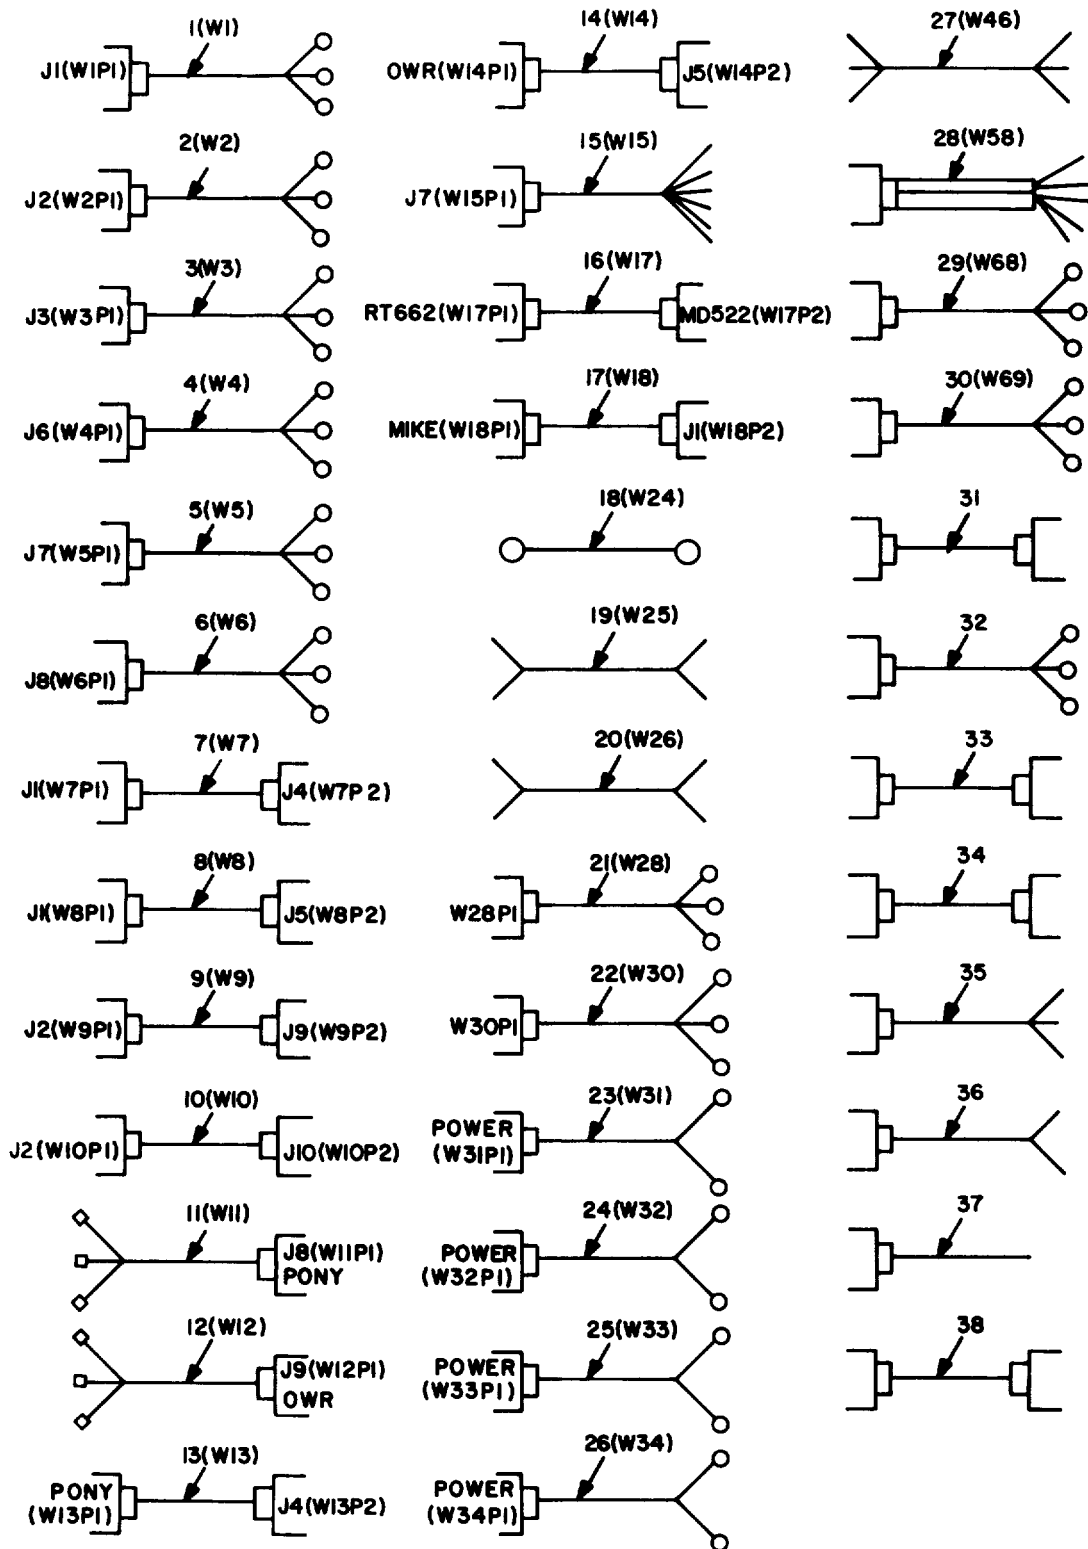 1(W1)
J1(W1P1)
2(W2)
J2(W2P1)
3(W3)
J3(W3P1)
4(W4)
J6(W4P1)
5(W5)
J7(W5P1)
6(W6)
J8(W6P1)
7(W7)
J1(W7P1)
J4(W7P2)
8(W8)
J1(W8P1)
J5(W8P2)
9(W9)
J2(W9P1)
J9(W9P2)
10(W10)
J2(W10P1)
J10(W10P2)
11(W11)
J8(W11P1)
PONY
12(W12)
J9(W12P1)
OWR
13(W13)
PONY
(W13P1)
J4(W13P2)
14(W14)
OWR(W14P1)
J5(W14P2)
15(W15)
J7(W15P1)
16(W17)
RT662(W17P1)
MD522(W17P2)
17(W18)
MIKE(W18P1)
J1(W18P2)
18(W24)
19(W25)
20(W26)
21(W28)
W28P1
22(W30)
W30P1
23(W31)
POWER
(W31P1)
24(W32)
POWER
(W32P1)
25(W33)
POWER
(W33P1)
26(W34)
POWER
(W34P1)
27(W46)
28(W58)
29(W68)
30(W69)
31
32
33
34
35
36
37
38